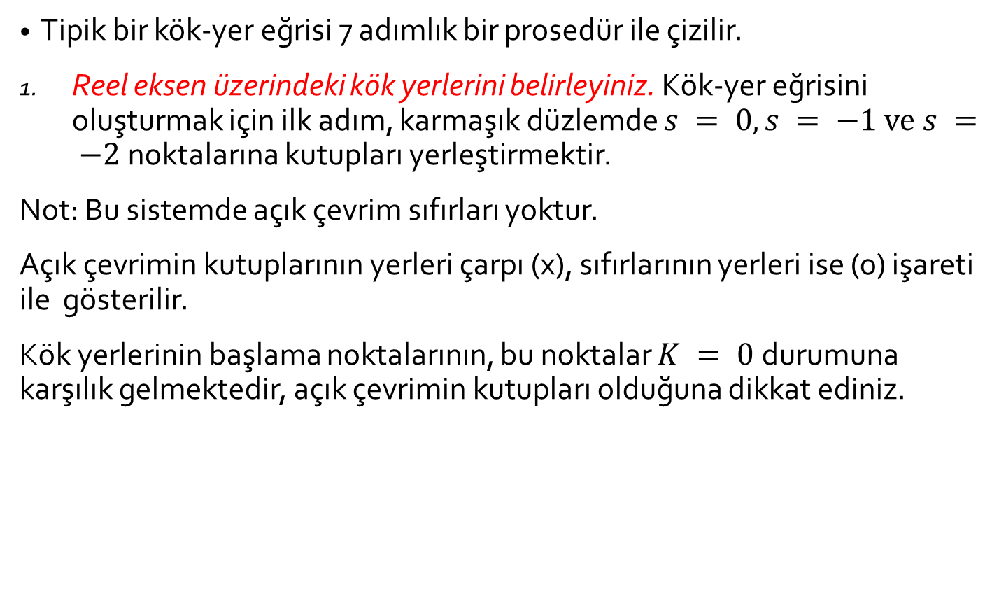 • Tipik bir kök-yer eğrisi 7 adımlık bir prosedür ile çizilir.
1. Reel eksen üzerindeki kök yerlerini belirleyiniz. Kök-yer eğrisini
oluşturmak için ilk adım, karmaşık düzlemde s = 0, s = −1 ve s =
−2 noktalarına kutupları yerleştirmektir.
Not: Bu sistemde açık çevrim sıfırları yoktur.
Açık çevrimin kutuplarının yerleri çarpı (x), sıfırlarının yerleri ise (o) işareti
ile gösterilir.
Kök yerlerinin başlama noktalarının, bu noktalar K = 0 durumuna
karşılık gelmektedir, açık çevrimin kutupları olduğuna dikkat ediniz.